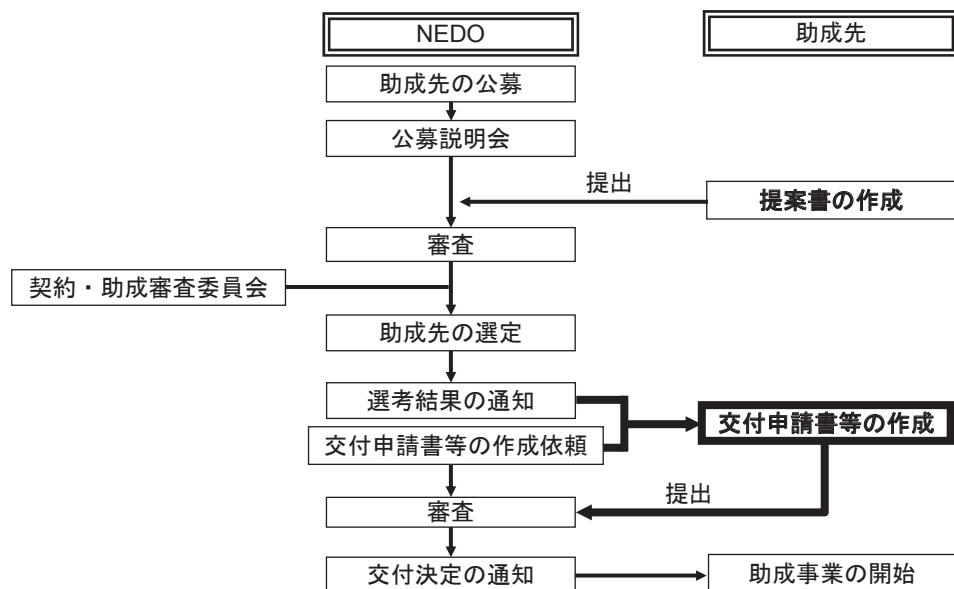 NEDO
助成先
助成先の公募
公募説明会
提出
提案書の作成
審査
契約・助成審査委員会
助成先の選定
選考結果の通知
交付申請書等の作成
交付申請書等の作成依頼
提出
審査
交付決定の通知
助成事業の開始